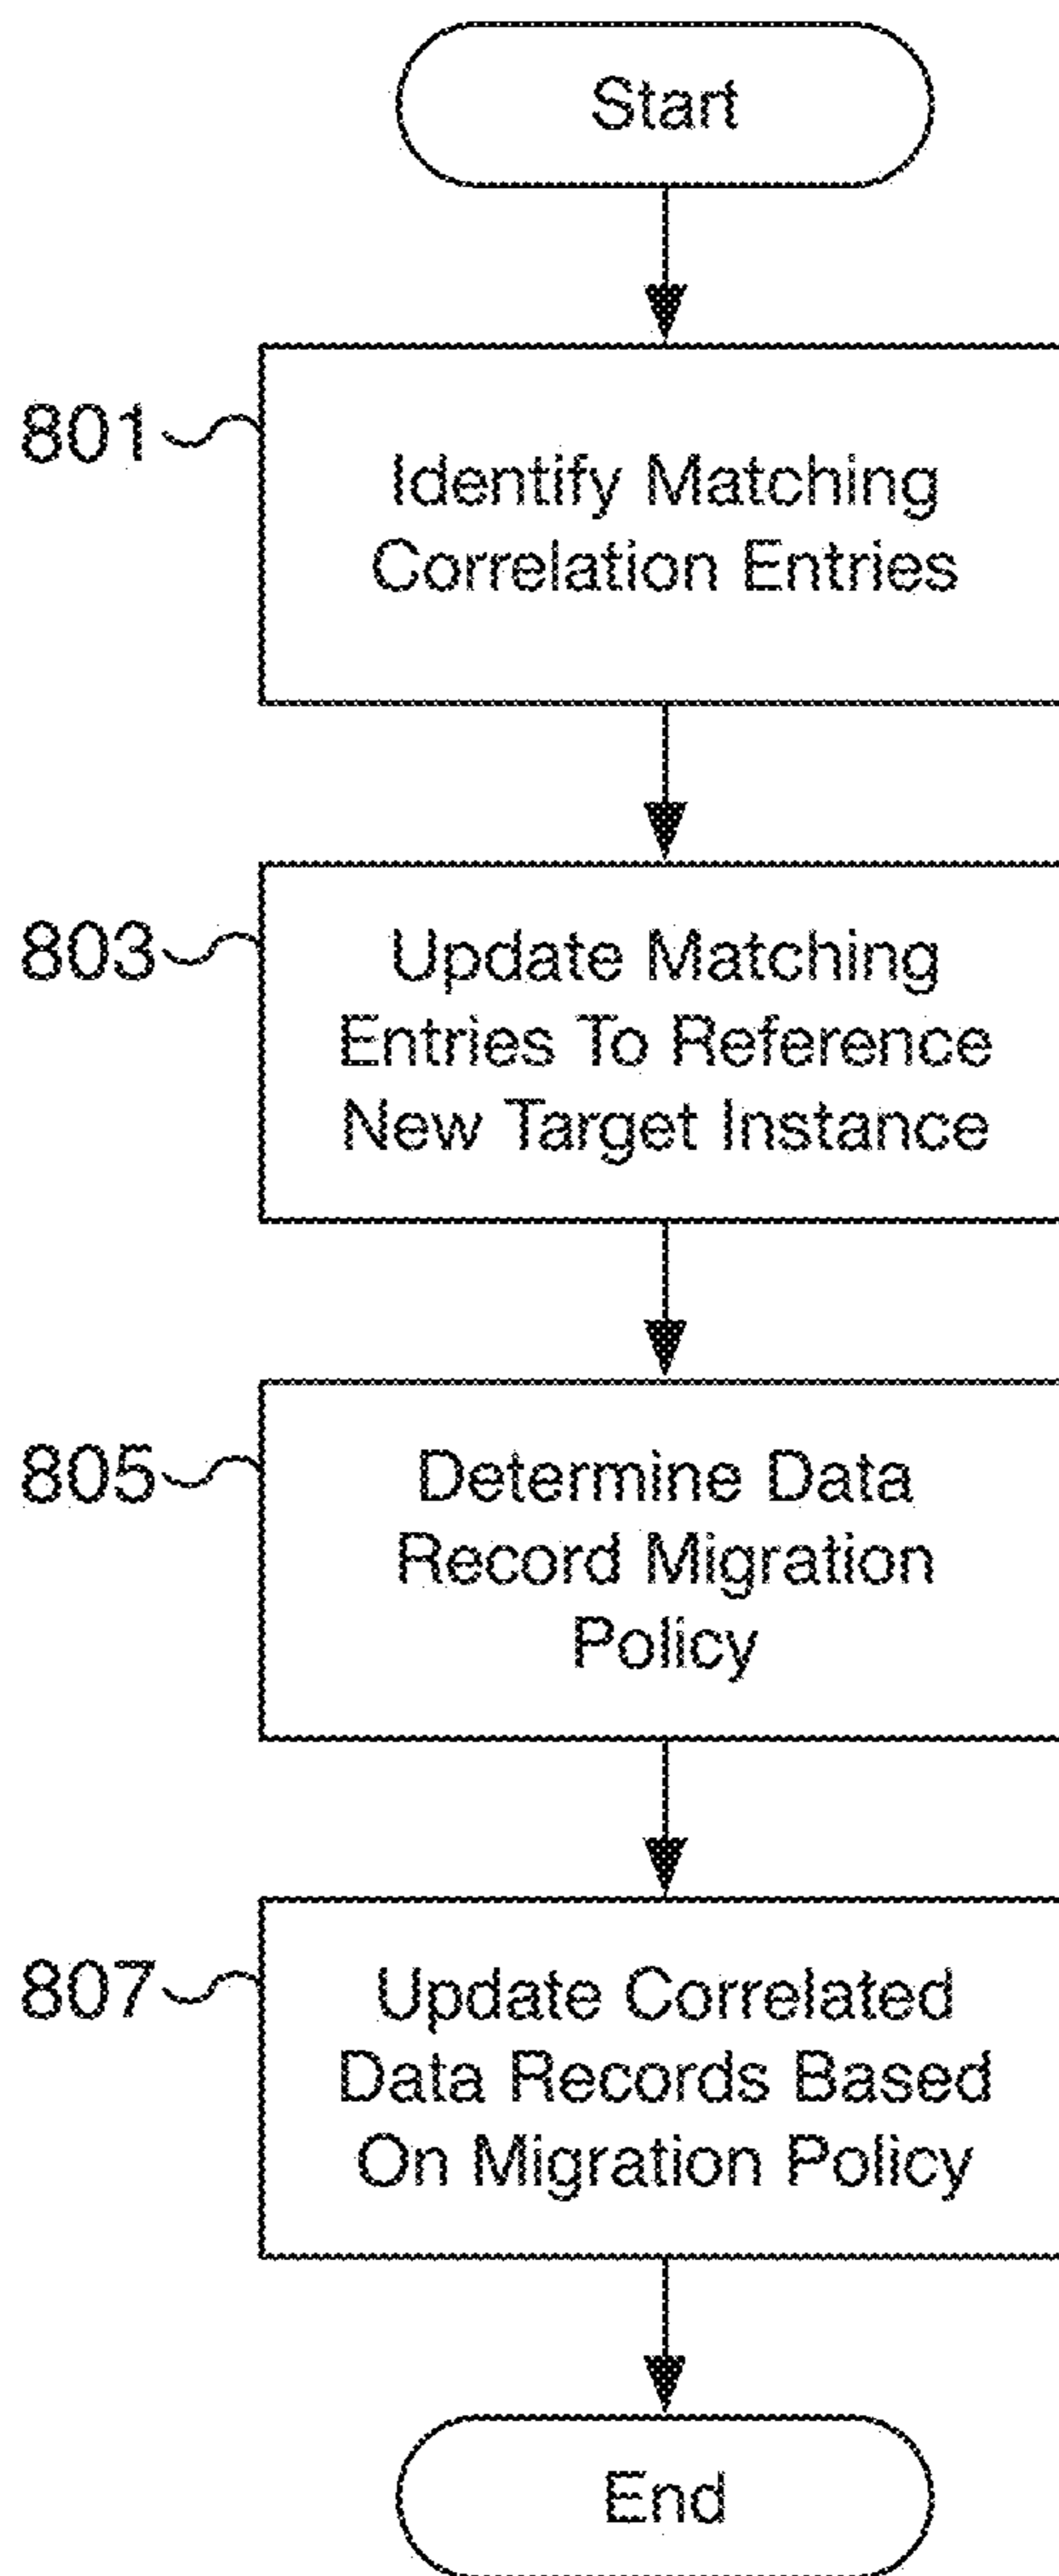 Start
801
Identify Matching
Correlation Entries
803
Update Matching
Entries To Reference
New Target Instance
805
Determine Data
Record Migration
Policy
807
Update Correlated
Data Records Based
On Migration Policy
End